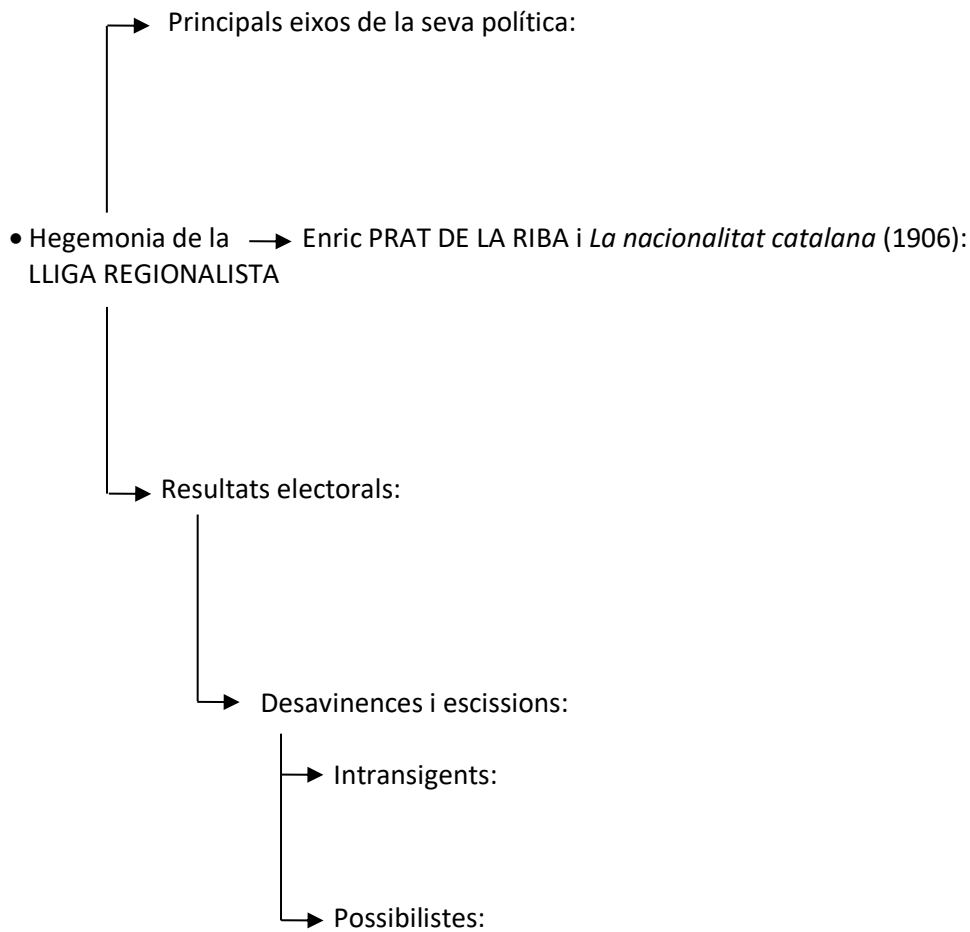 Principals eixos de la seva política:
• Hegemonia de la LLIGA REGIONALISTA
Enric PRAT DE LA RIBA i La nacionalitat catalana (1906):
Resultats electorals:
Desavinences i escissions:
Intransigents:
Possibilistes: